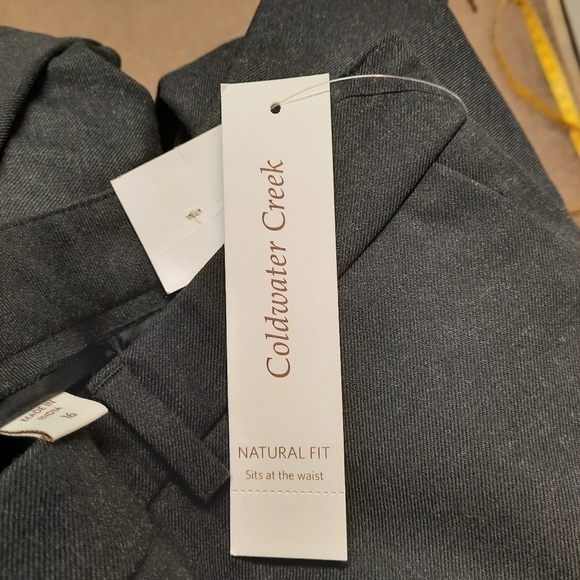 Coldwater Creek
NATURAL FIT
Sits at the waist
MADE IN
INDIA
16